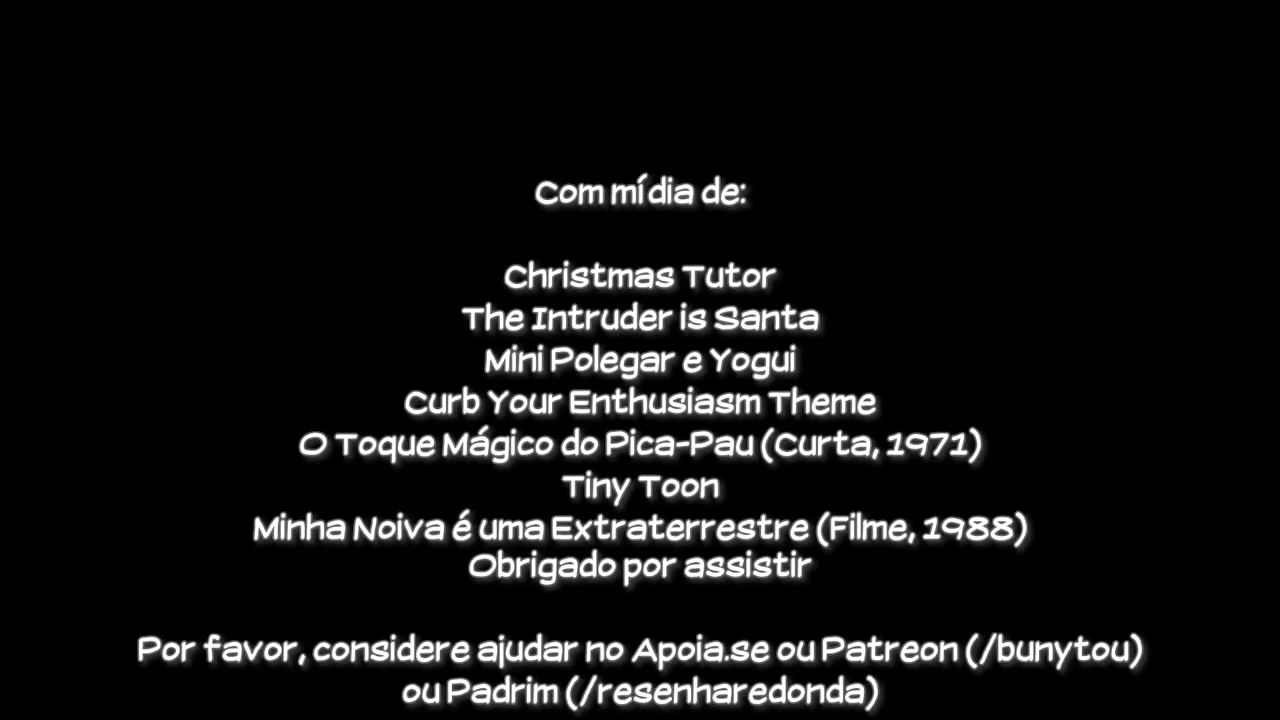 Com mídia de:
Christmas Tutor
The Intruder is Santa
Mini Polegar e Yogui
Curb Your Enthusiasm Theme
O Toque Mágico do Pica-Pau (Curta, 1971)
Tiny Toon
Minha Noiva é uma Extraterrestre (Filme, 1988)
Obrigado por assistir
Por favor, considere ajudar no Apoia.se ou Patreon (/bunytou)
ou Padrim (/resenharedonda)